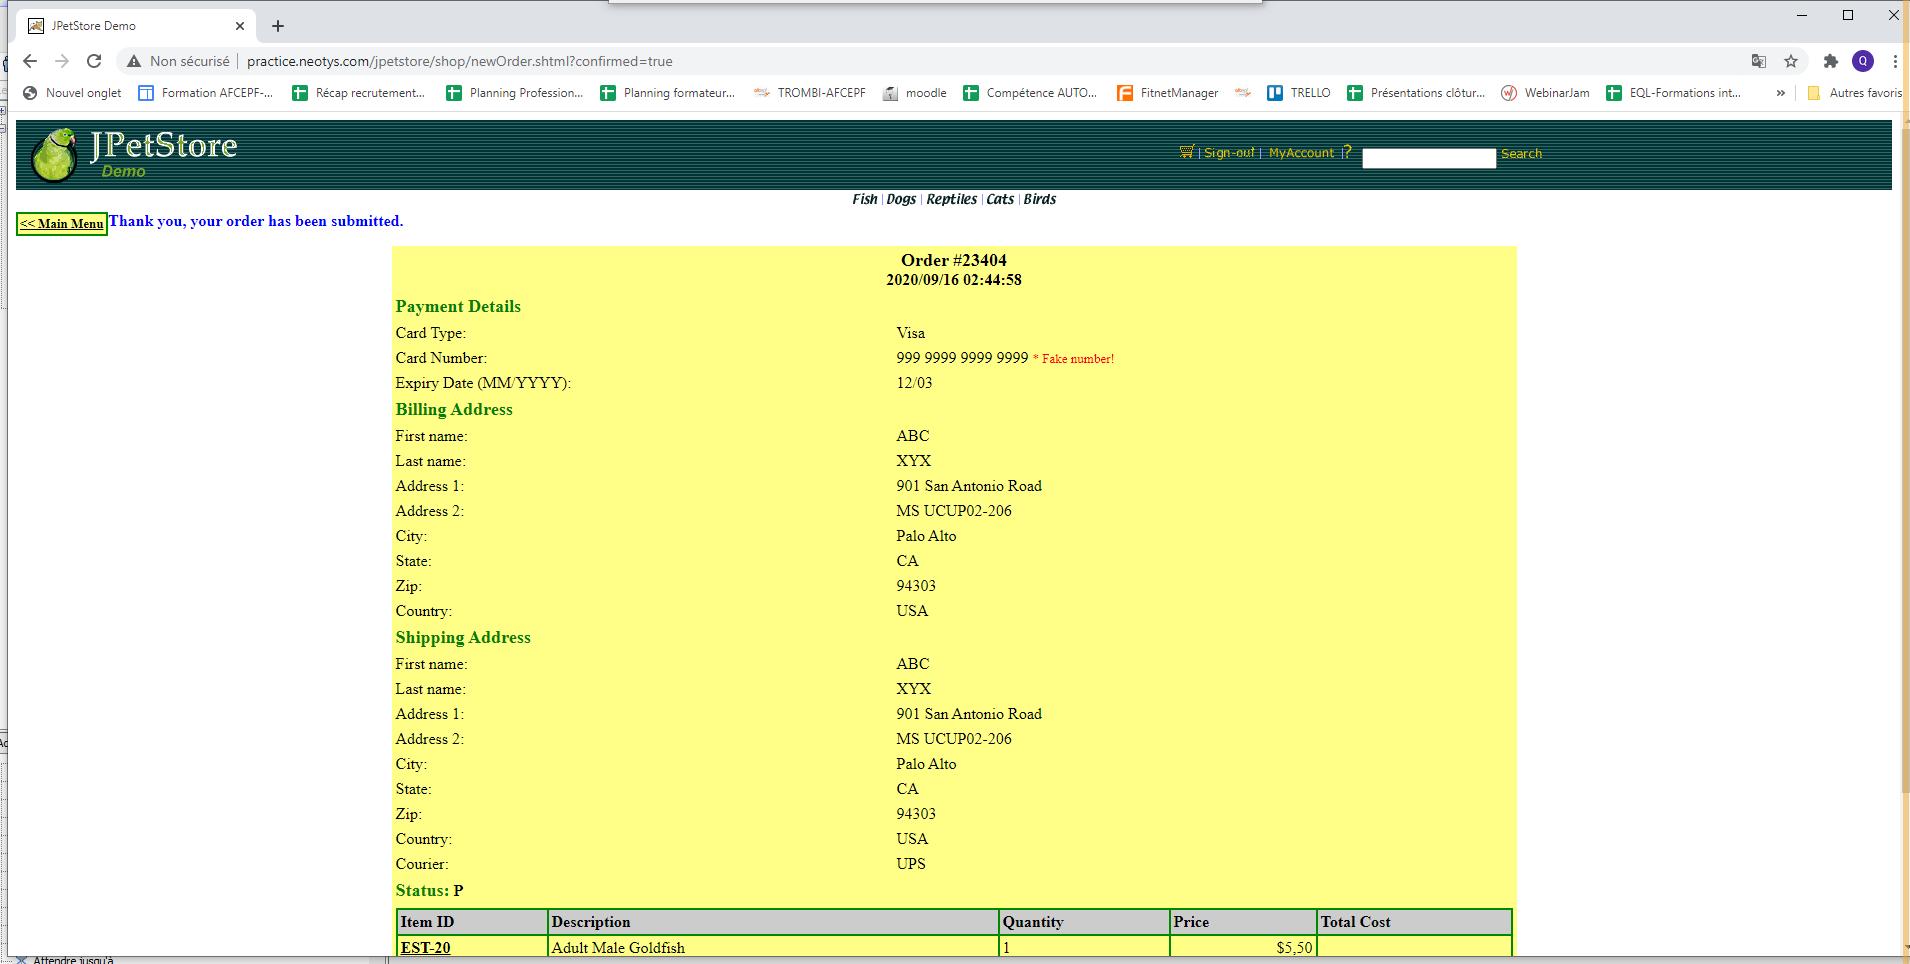 JPetStore Demo
Non sécurisé | practice.neotys.com/jpetstore/shop/newOrder.shtml?confirmed=true
Q
Nouvel onglet Formation AFCEPF-... Récap recrutement... Planning Profession... Planning formateur... TROMBI-AFCEPF moodle Compétence AUTO... FitnetManager TRELLO Présentations clôtur... WebinarJam EQL-Formations int... » Autres favoris
JPetStore
Demo
| Sign-out | MyAccount | ? Search
Fish | Dogs | Reptiles | Cats | Birds
<< Main Menu Thank you, your order has been submitted.
Order #23404
2020/09/16 02:44:58
Payment Details
Card Type: Visa
Card Number: 999 9999 9999 9999 * Fake number!
Expiry Date (MM/YYYY): 12/03
Billing Address
First name: ABC
Last name: XYX
Address 1: 901 San Antonio Road
Address 2: MS UCUP02-206
City: Palo Alto
State: CA
Zip: 94303
Country: USA
Shipping Address
First name: ABC
Last name: XYX
Address 1: 901 San Antonio Road
Address 2: MS UCUP02-206
City: Palo Alto
State: CA
Zip: 94303
Country: USA
Courier: UPS
Status: P
Item ID Description Quantity Price Total Cost
EST-20 Adult Male Goldfish 1 $5,50
Attendre jusqu'à